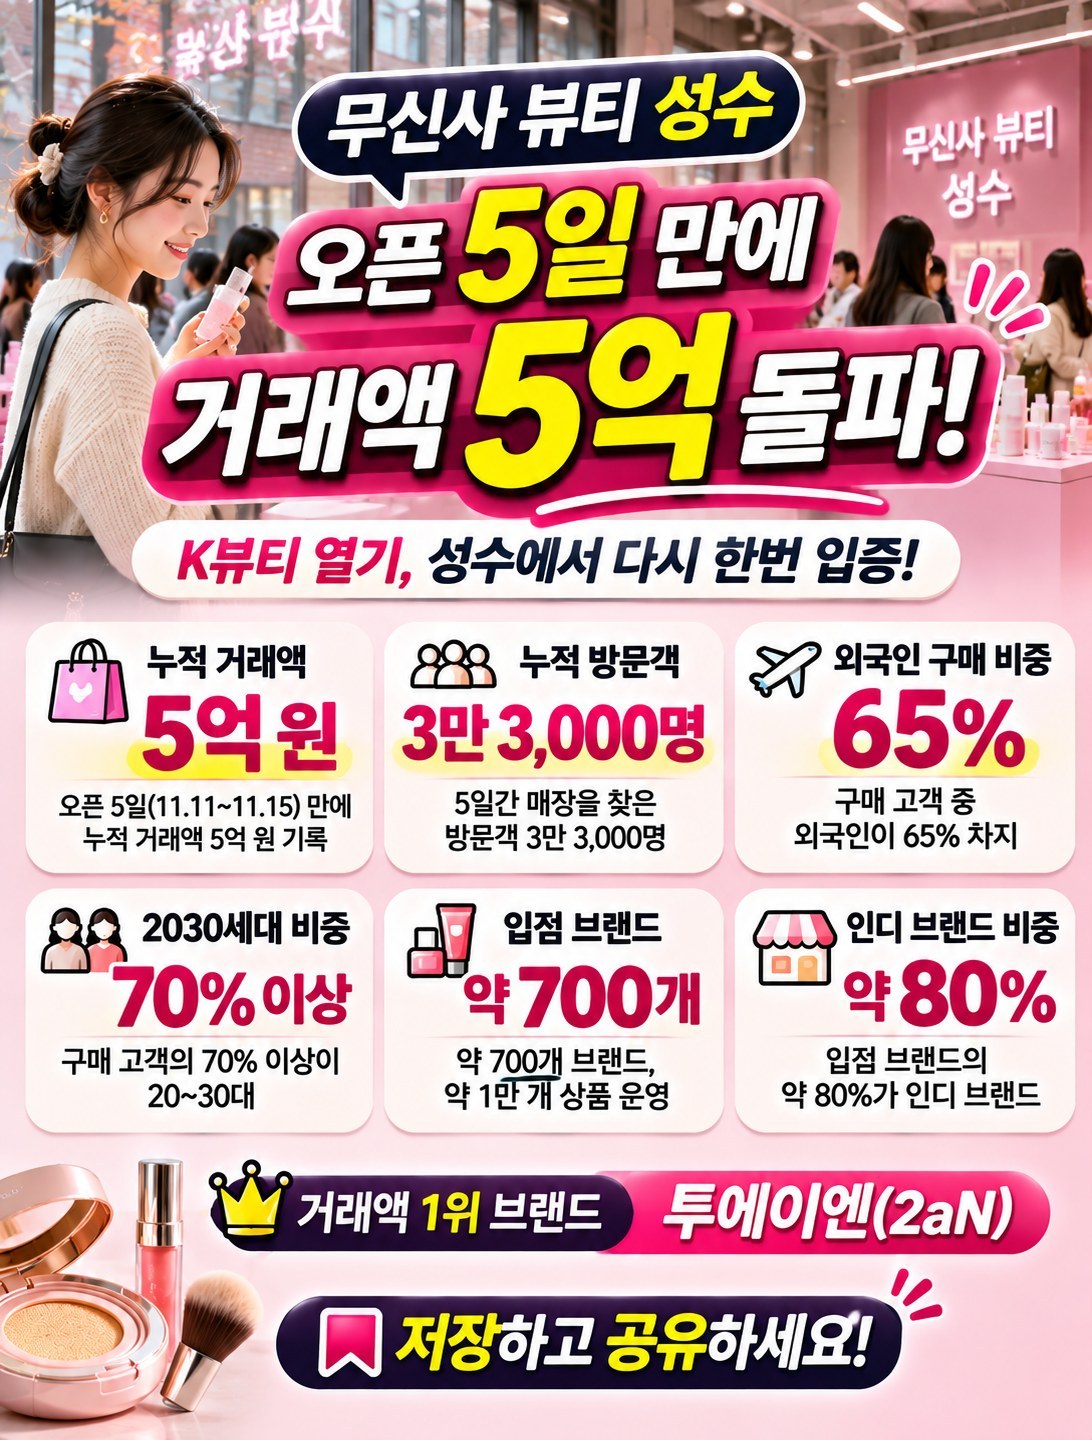 무신사 뷰티 성수
무신사 뷰티
성수
오픈 5일 만에
거래액 5억 돌파!
K뷰티 열기, 성수에서 다시 한번 입증!
누적 거래액
5억 원
오픈 5일(11.11~11.15) 만에
누적 거래액 5억 원 기록
누적 방문객
3만 3,000명
5일간 매장을 찾은
방문객 3만 3,000명
외국인 구매 비중
65%
구매 고객 중
외국인이 65% 차지
2030세대 비중
70% 이상
구매 고객의 70% 이상이
20~30대
입점 브랜드
약 700개
약 700개 브랜드,
약 1만 개 상품 운영
인디 브랜드 비중
약 80%
입점 브랜드의
약 80%가 인디 브랜드
거래액 1위 브랜드
투에이엔(2aN)
저장하고 공유하세요!